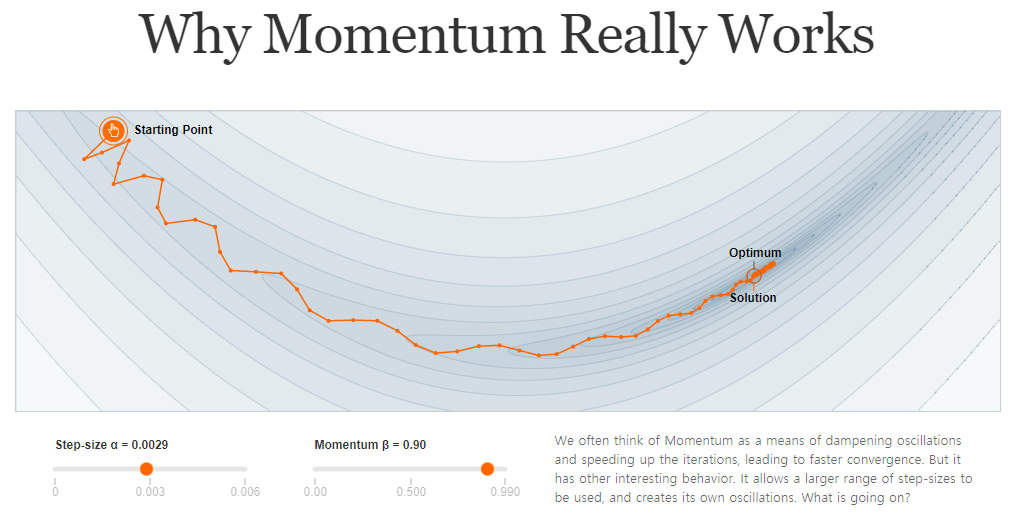 Why Momentum Really Works
Starting Point
Optimum
Solution
Step-size α = 0.0029
Momentum β = 0.90
0
0.003
0.006
0.00
0.500
0.990
We often think of Momentum as a means of dampening oscillations
and speeding up the iterations, leading to faster convergence. But it
has other interesting behavior. It allows a larger range of step-sizes to
be used, and creates its own oscillations. What is going on?